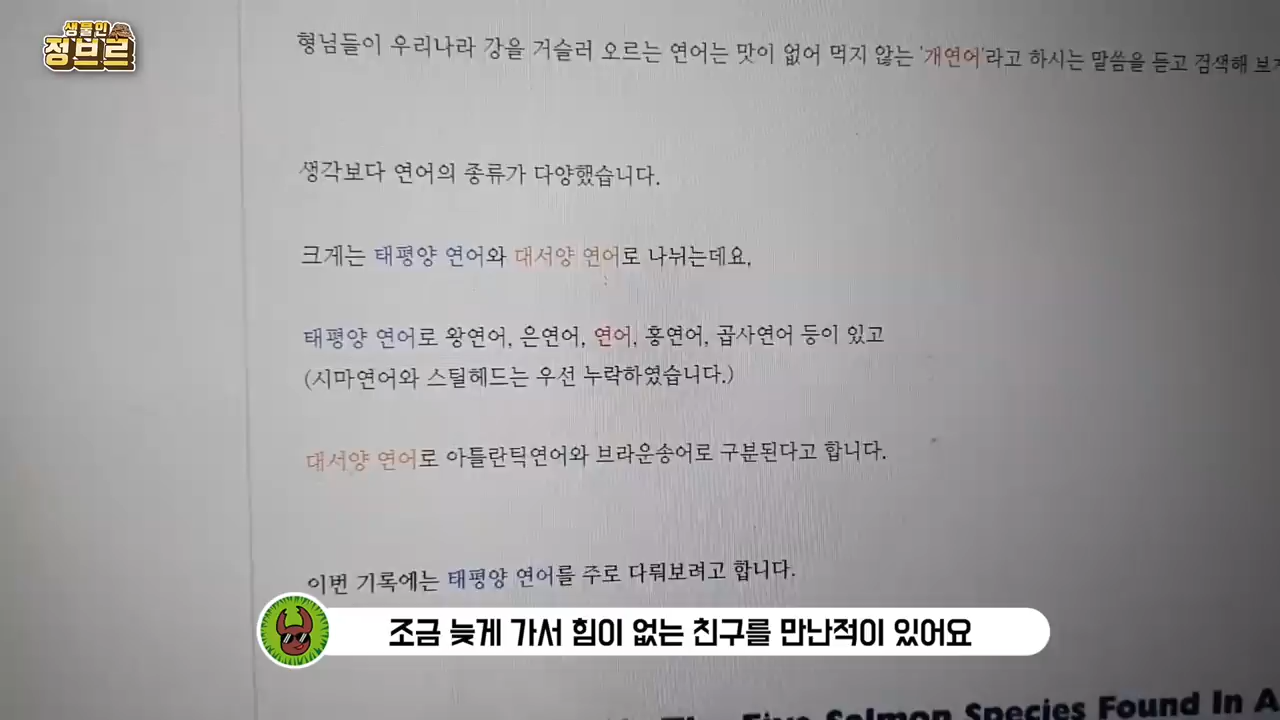 생물인
정브르
형님들이 우리나라 강을 거슬러 오르는 연어는 맛이 없어 먹지 않는 '개연어'라고 하시는 말씀을 듣고 검색해 보
생각보다 연어의 종류가 다양했습니다.
크게는 태평양 연어와 대서양 연어로 나뉘는데요,
태평양 연어로 왕연어, 은연어, 연어, 홍연어, 곱사연어 등이 있고
(시마연어와 스틸헤드는 우선 누락하였습니다.)
대서양 연어로 아틀란틱연어와 브라운송어로 구분된다고 합니다.
이번 기록에는 태평양 연어를 주로 다뤄보려고 합니다.
조금 늦게 가서 힘이 없는 친구를 만난적이 있어요
The Five Salmon Species Found In